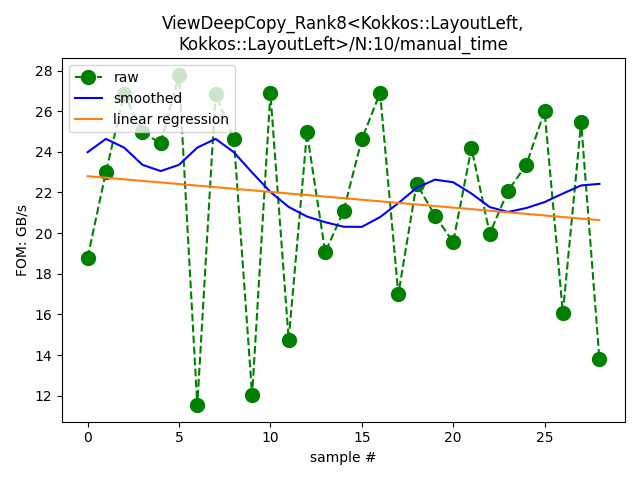 ViewDeepCopy_Rank8<Kokkos::LayoutLeft,
Kokkos::LayoutLeft>/N:10/manual_time
raw
smoothed
linear regression
FOM: GB/s
28
26
24
22
20
18
16
14
12
0 5 10 15 20 25
sample #